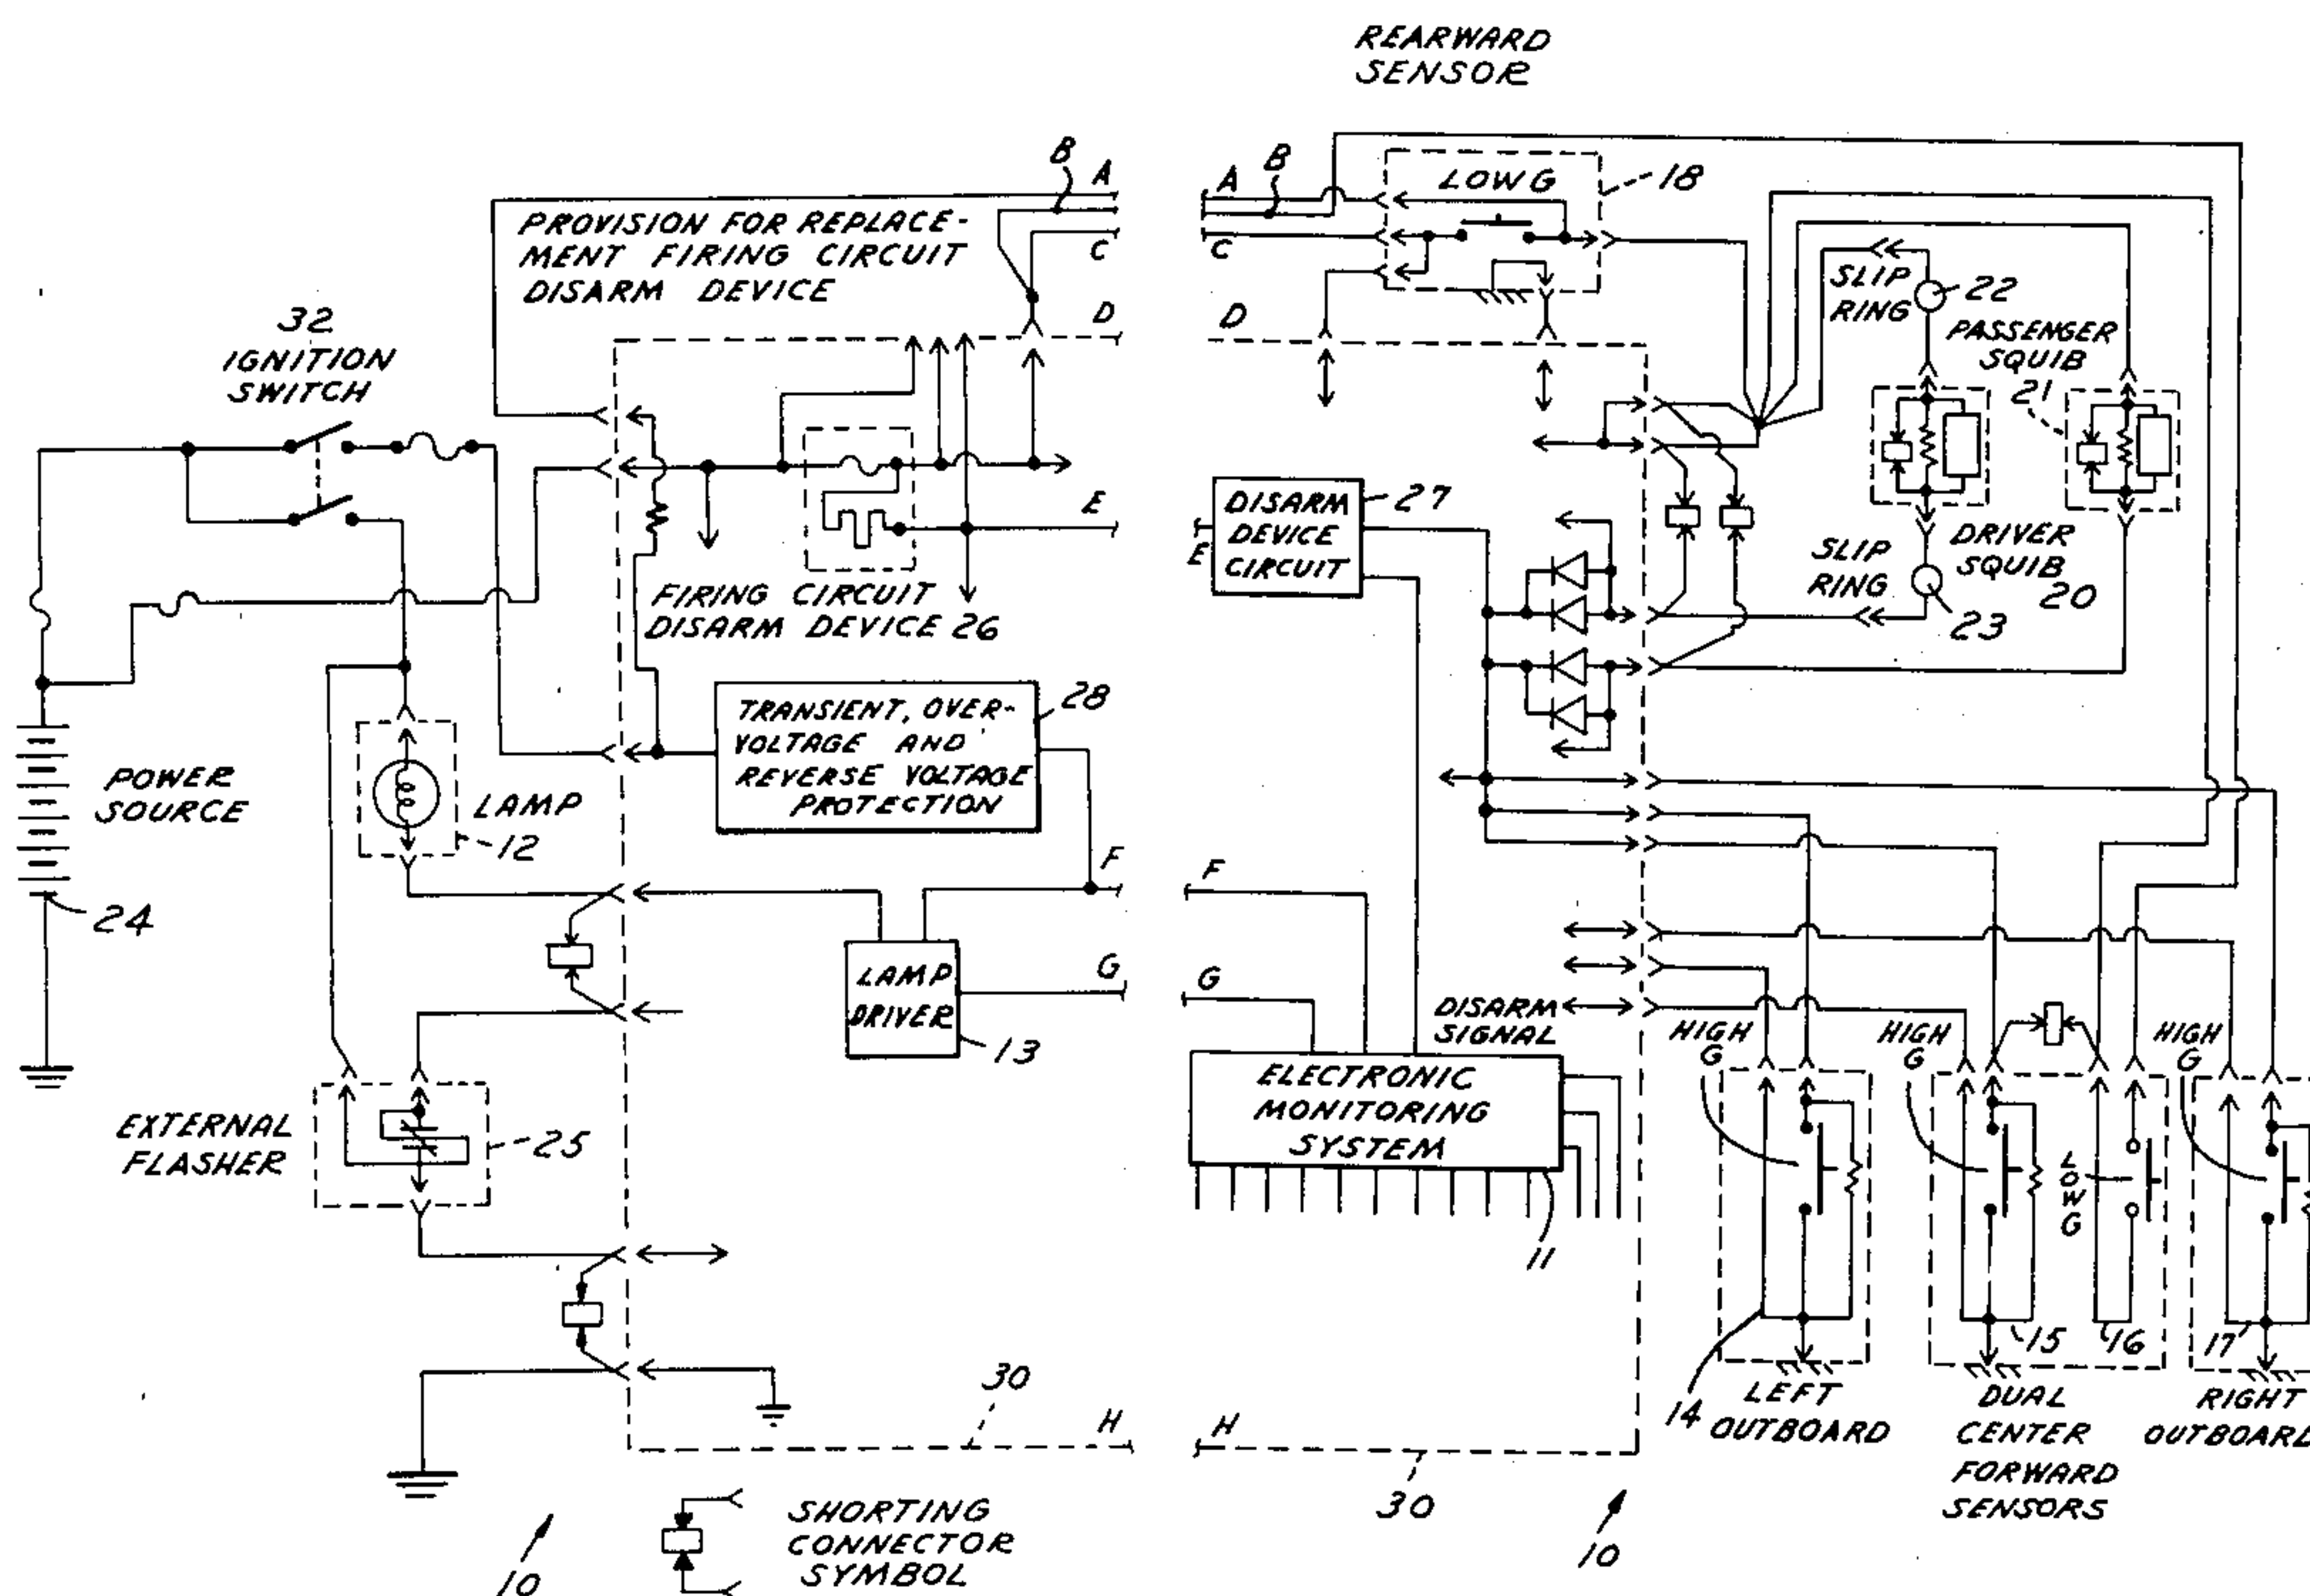 REARWARD
SENSOR
B
A
PROVISION FOR REPLACE-
MENT FIRING CIRCUIT
DISARM DEVICE
C
D
32
IGNITION
SWITCH
E
FIRING CIRCUIT
DISARM DEVICE 26
TRANSIENT, OVER-
VOLTAGE AND
REVERSE VOLTAGE
PROTECTION
28
POWER
SOURCE
24
LAMP
12
F
LAMP
DRIVER
13
G
EXTERNAL
FLASHER
25
30
H
10
SHORTING
CONNECTOR
SYMBOL
A
B
C
LOW G
18
D
SLIP
RING
22
PASSENGER
SQUIB
21
DISARM
DEVICE
CIRCUIT
27
E
SLIP
RING
DRIVER
SQUIB
20
23
F
G
DISARM
SIGNAL
ELECTRONIC
MONITORING
SYSTEM
11
HIGH
G
HIGH
G
HIGH
G
LOW G
14
15
16
17
LEFT
OUTBOARD
DUAL
CENTER
FORWARD
SENSORS
RIGHT
OUTBOARD
H
30
10